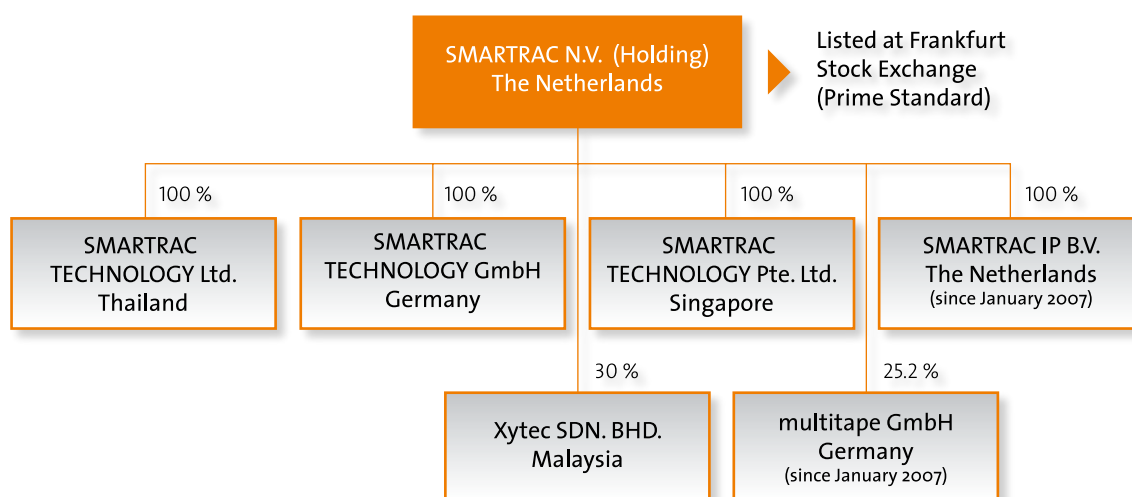 SMARTRAC N.V. (Holding)
The Netherlands
Listed at Frankfurt
Stock Exchange
(Prime Standard)
100 %
100 %
100 %
100 %
SMARTRAC
TECHNOLOGY Ltd.
Thailand
SMARTRAC
TECHNOLOGY GmbH
Germany
SMARTRAC
TECHNOLOGY Pte. Ltd.
Singapore
SMARTRAC IP B.V.
The Netherlands
(since January 2007)
30 %
25.2 %
Xytec SDN. BHD.
Malaysia
multitape GmbH
Germany
(since January 2007)